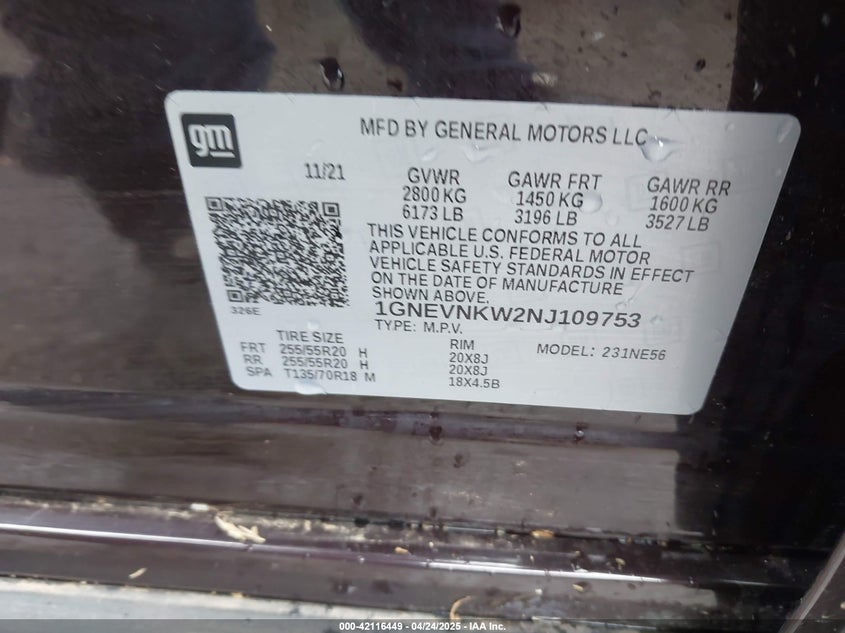 gm
MFD BY GENERAL MOTORS LLC
11/21
GVWR
2800 KG
6173 LB
GAWR FRT
1450 KG
3196 LB
GAWR RR
1600 KG
3527 LB
THIS VEHICLE CONFORMS TO ALL
APPLICABLE U.S. FEDERAL MOTOR
VEHICLE SAFETY STANDARDS IN EFFECT
ON THE DATE OF MANUFACTURE
SHOWN ABOVE.
326E
1GNEVNKW2NJ109753
TYPE: M.P.V.
TIRE SIZE
RIM
MODEL: 231NE56
FRT 255/55R20 H 20X8J
RR 255/55R20 H 20X8J
SPA T135/70R18 M 18X4.5B
000-42116449 - 04/24/2025 - IAA Inc.